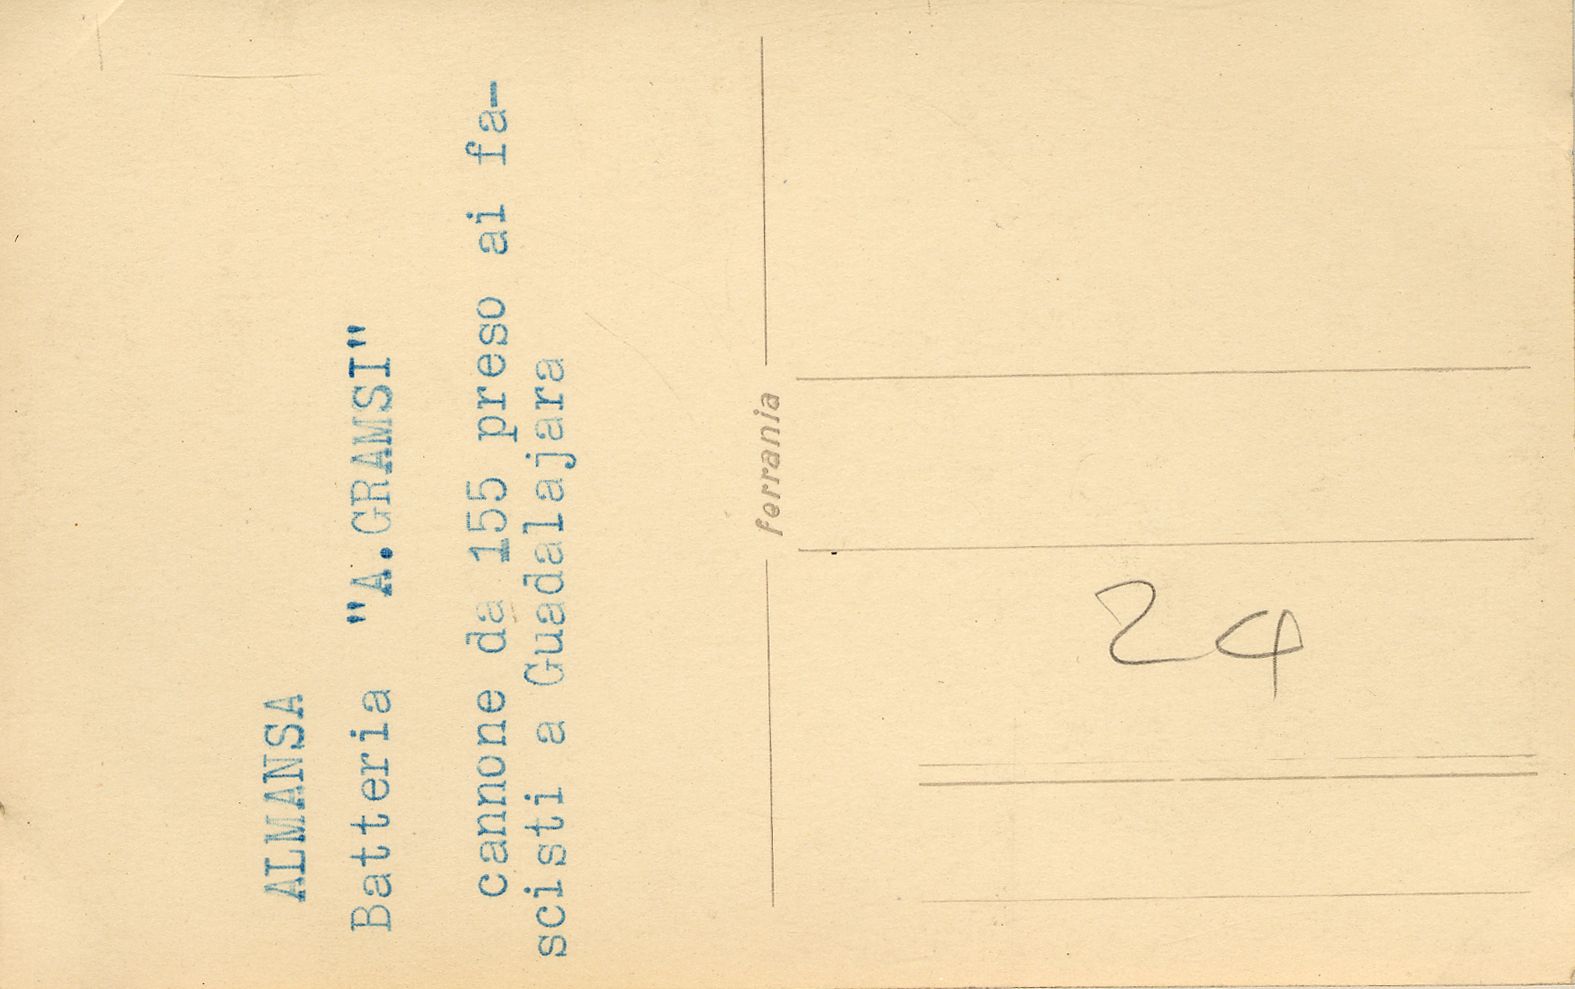 ALMANSA
Batteria "A.GRAMSI"
cannone da 155 preso ai fa-
scisti a Guadalajara
ferrania
24